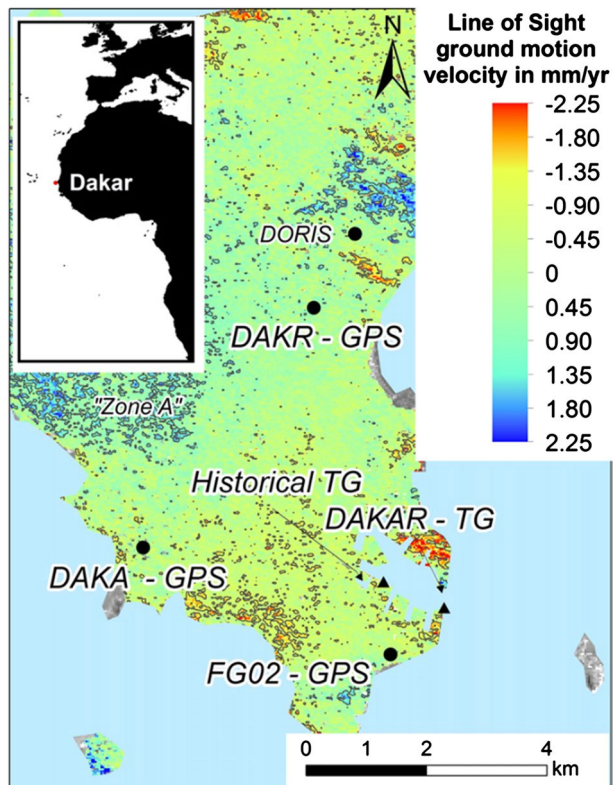 Line of Sight
ground motion
velocity in mm/yr
N
-2.25
-1.80
-1.35
-0.90
-0.45
0
0.45
0.90
1.35
1.80
2.25
Dakar
DORIS
DAKR - GPS
"Zone A"
Historical TG
DAKAR - TG
DAKA - GPS
FG02 - GPS
0 1 2 4
km